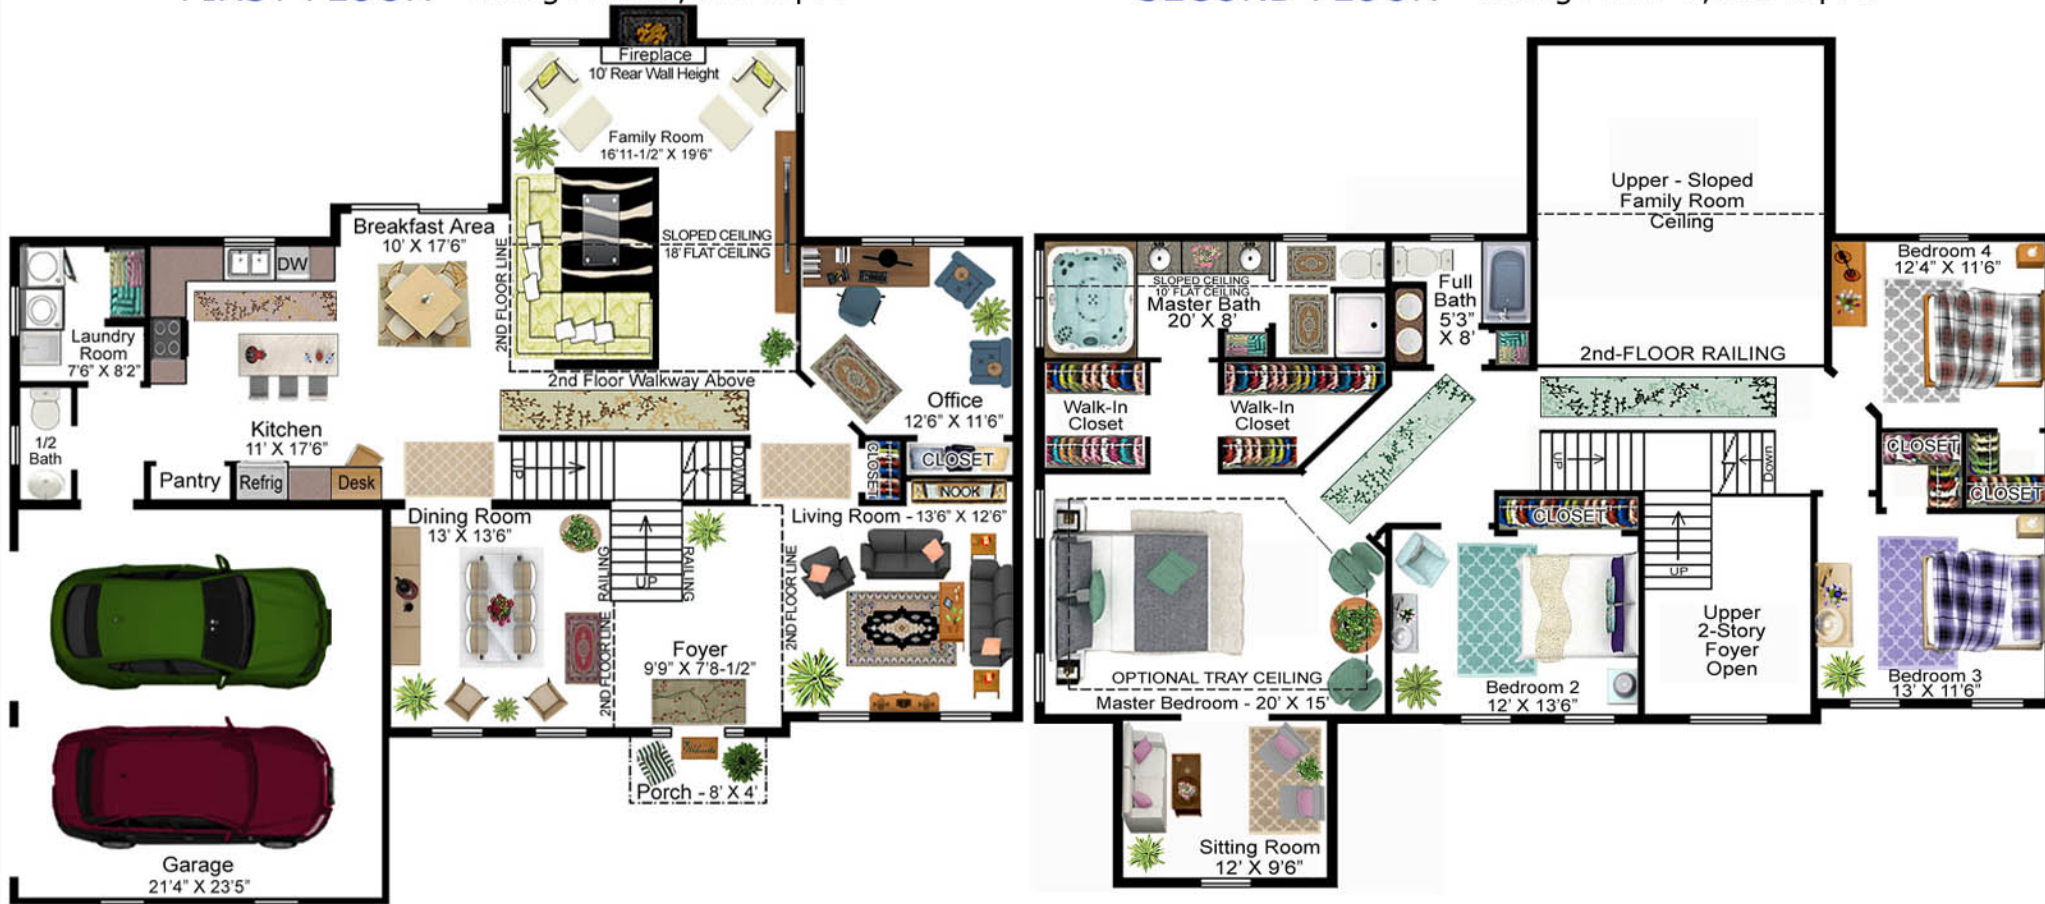 FIRST FLOOR
SECOND FLOOR
Fireplace
10' Rear Wall Height
Family Room
16'11-1/2" X 19'6"
SLOPED CEILING
18' FLAT CEILING
2ND FLOOR LINE
Breakfast Area
10' X 17'6"
DW
Laundry
Room
7'6" X 8'2"
1/2
Bath
Kitchen
11' X 17'6"
Pantry
Refrig
Desk
2nd Floor Walkway Above
Office
12'6" X 11'6"
CLOSET
CLOSET
NOOK
UP
DOWN
Dining Room
13' X 13'6"
RAILING
UP
RAILING
2ND FLOOR LINE
Foyer
9'9" X 7'8-1/2"
2ND FLOOR LINE
Living Room - 13'6" X 12'6"
Porch - 8' X 4'
Garage
21'4" X 23'5"
Upper - Sloped
Family Room
Ceiling
2nd-FLOOR RAILING
SLOPED CEILING
10' FLAT CEILING
Master Bath
20' X 8'
Full
Bath
5'3"
X 8'
Bedroom 4
12'4" X 11'6"
Walk-In
Closet
Walk-In
Closet
UP
Down
CLOSET
CLOSET
CLOSET
UP
Upper
2-Story
Foyer
Open
OPTIONAL TRAY CEILING
Master Bedroom - 20' X 15'
Bedroom 2
12' X 13'6"
Bedroom 3
13' X 11'6"
Sitting Room
12' X 9'6"